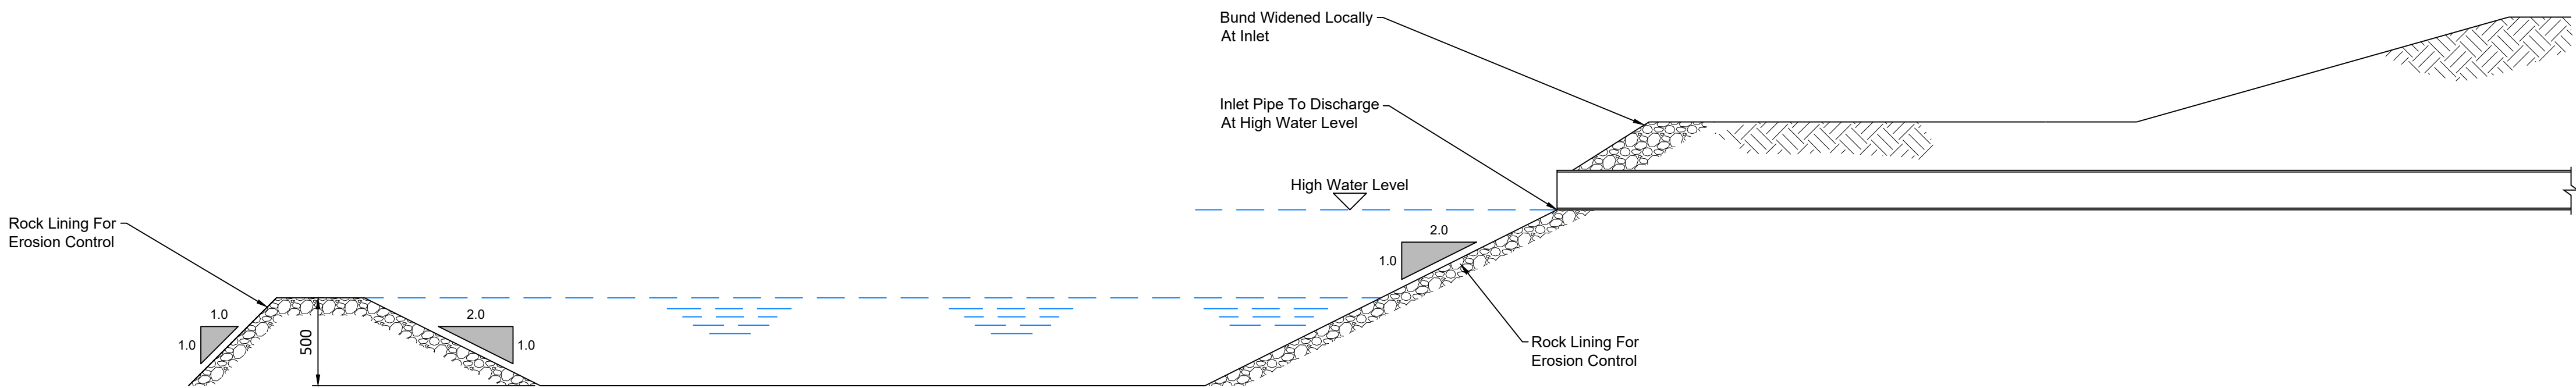 Bund Widened Locally
At Inlet
Inlet Pipe To Discharge
At High Water Level
High Water Level
Rock Lining For
Erosion Control
2.0
1.0
1.0
1.0
500
2.0
1.0
Rock Lining For
Erosion Control